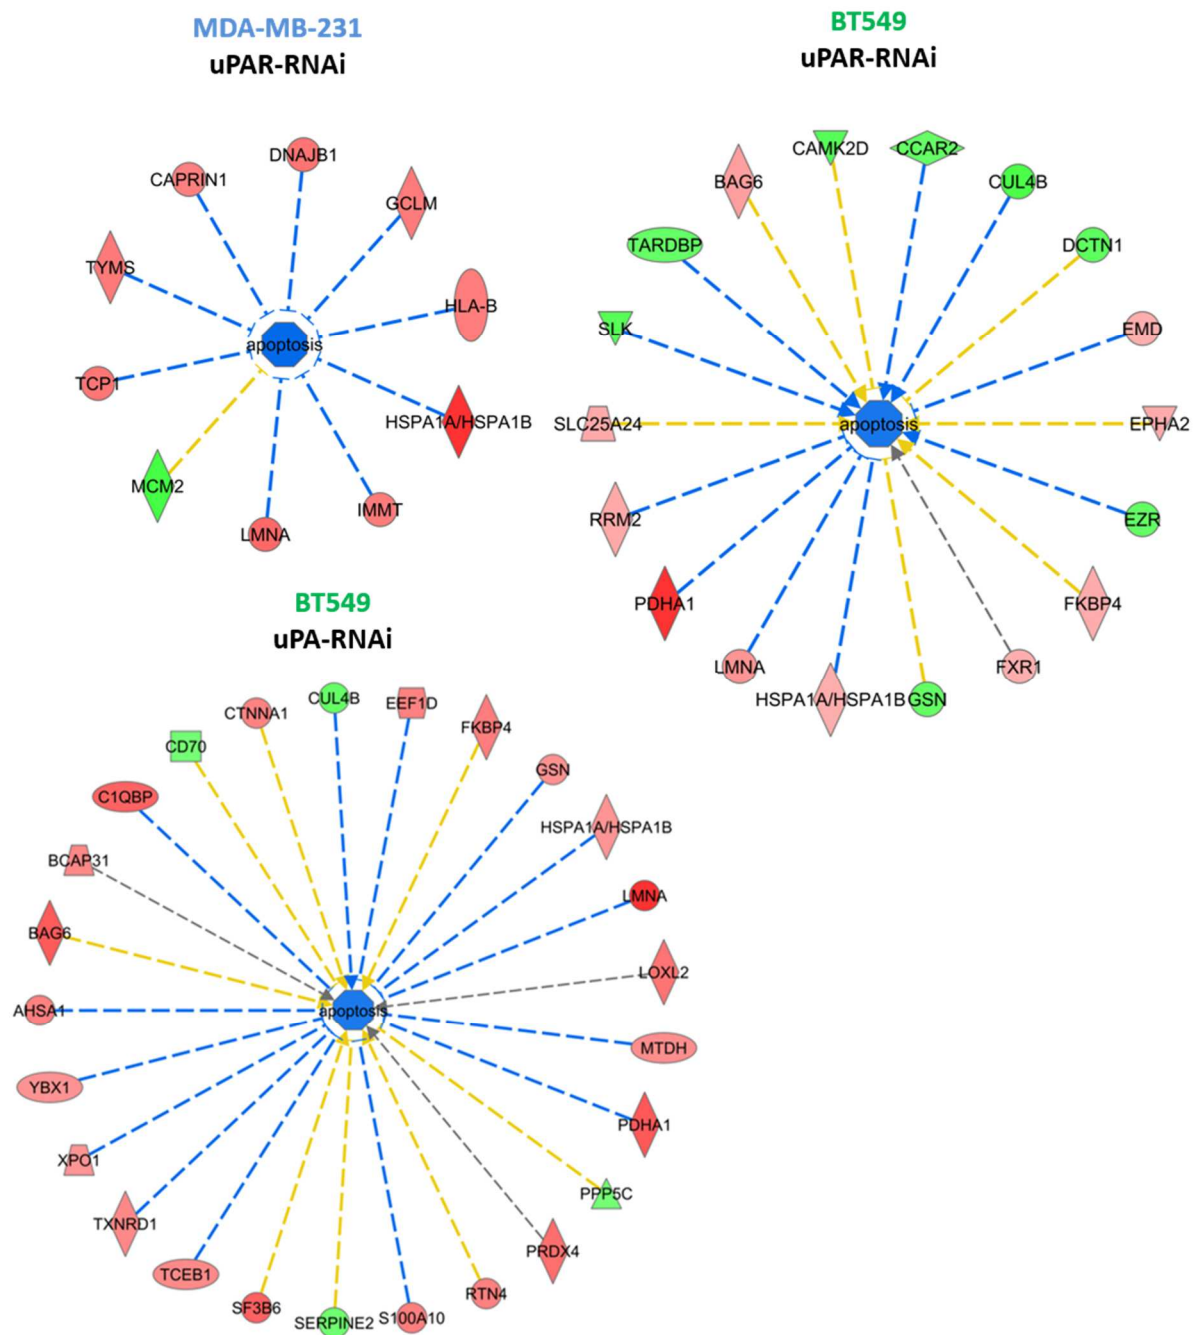 MDA-MB-231
uPAR-RNAi
DNAJB1
CAPRIN1
GCLM
TYMS
HLA-B
apoptosis
TCP1
HSPA1A/HSPA1B
MCM2
IMMT
LMNA
BT549
uPAR-RNAi
CAMK2D
CCAR2
BAG6
CUL4B
TARDBP
DCTN1
SLK
EMD
SLC25A24
apoptosis
EPHA2
RRM2
EZR
PDHA1
FKBP4
LMNA
FXR1
HSPA1A/HSPA1B
GSN
BT549
uPA-RNAi
CUL4B
EEF1D
CTNNA1
FKBP4
CD70
GSN
C1QBP
HSPA1A/HSPA1B
BCAP31
LMNA
BAG6
LOXL2
AHSA1
apoptosis
MTDH
YBX1
PDHA1
XPO1
PPP5C
TXNRD1
PRDX4
TCEB1
RTN4
SF3B6
SERPINE2
S100A10